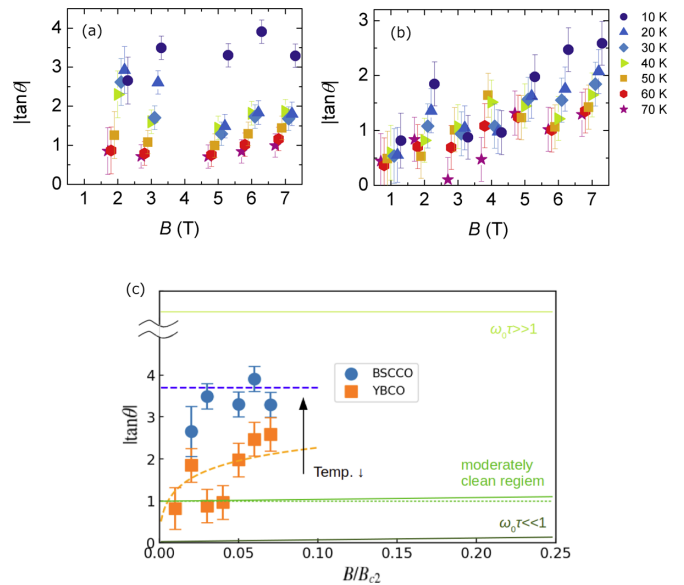 (a)
|tanθ|
4
3
2
1
0
1 2 3 4 5 6 7
B (T)
(b)
|tanθ|
3
2
1
0
1 2 3 4 5 6 7
B (T)
10 K
20 K
30 K
40 K
50 K
60 K
70 K
(c)
|tanθ|
4
3
2
1
0
ω₀τ>>1
BSCCO
YBCO
Temp. ↓
moderately
clean regiem
ω₀τ<<1
0.00 0.05 0.10 0.15 0.20 0.25
B/Bc2